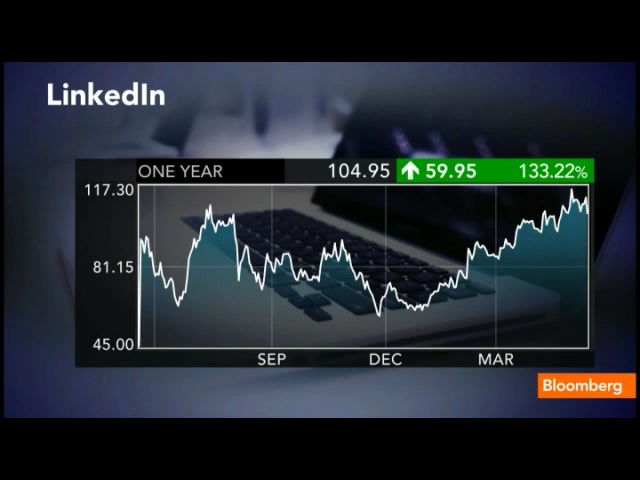 LinkedIn
ONE YEAR 104.95 59.95 133.22%
117.30
81.15
45.00
SEP DEC MAR
Bloomberg